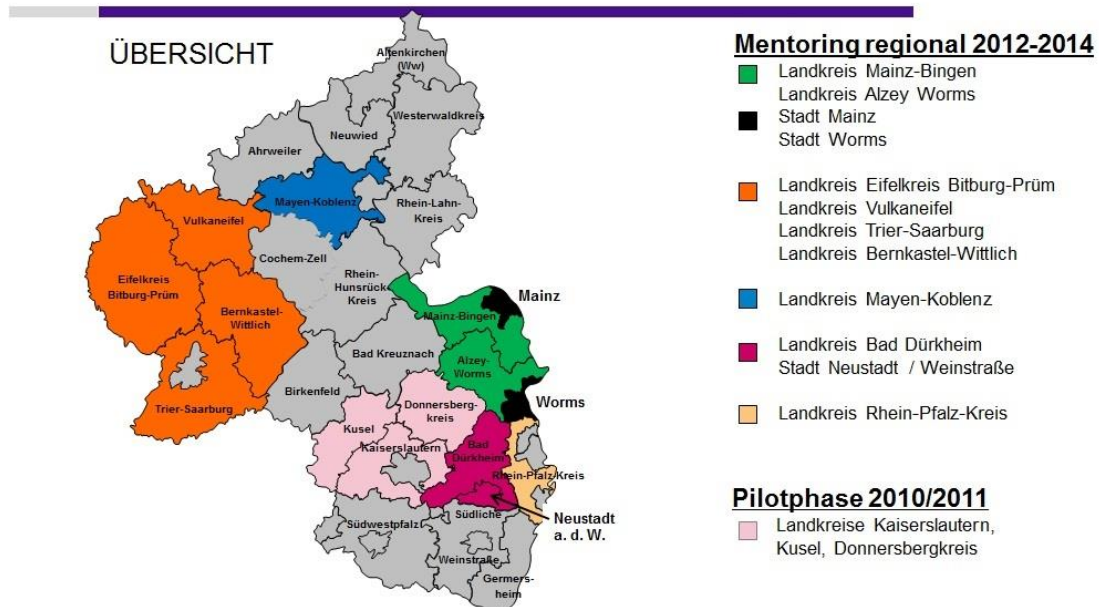 ÜBERSICHT
Altenkirchen
(Ww)
Westerwaldkreis
Neuwied
Ahrweiler
Mayen-Koblenz
Rhein-Lahn-
Kreis
Vulkaneifel
Cochem-Zell
Eifelkreis
Bitburg-Prüm
Rhein-
Hunsrück-
Kreis
Bernkastel-
Wittlich
Mainz
Mainz-Bingen
Bad Kreuznach
Alzey-
Worms
Birkenfeld
Trier-Saarburg
Worms
Donnersberg-
kreis
Kusel
Kaiserslautern
Bad
Dürkheim
Rhein-Pfalz-Kreis
Neustadt
a. d. W.
Südwestpfalz
Südliche
Weinstraße
Germers-
heim
Mentoring regional 2012-2014
Landkreis Mainz-Bingen
Landkreis Alzey Worms
Stadt Mainz
Stadt Worms
Landkreis Eifelkreis Bitburg-Prüm
Landkreis Vulkaneifel
Landkreis Trier-Saarburg
Landkreis Bernkastel-Wittlich
Landkreis Mayen-Koblenz
Landkreis Bad Dürkheim
Stadt Neustadt / Weinstraße
Landkreis Rhein-Pfalz-Kreis
Pilotphase 2010/2011
Landkreise Kaiserslautern,
Kusel, Donnersbergkreis